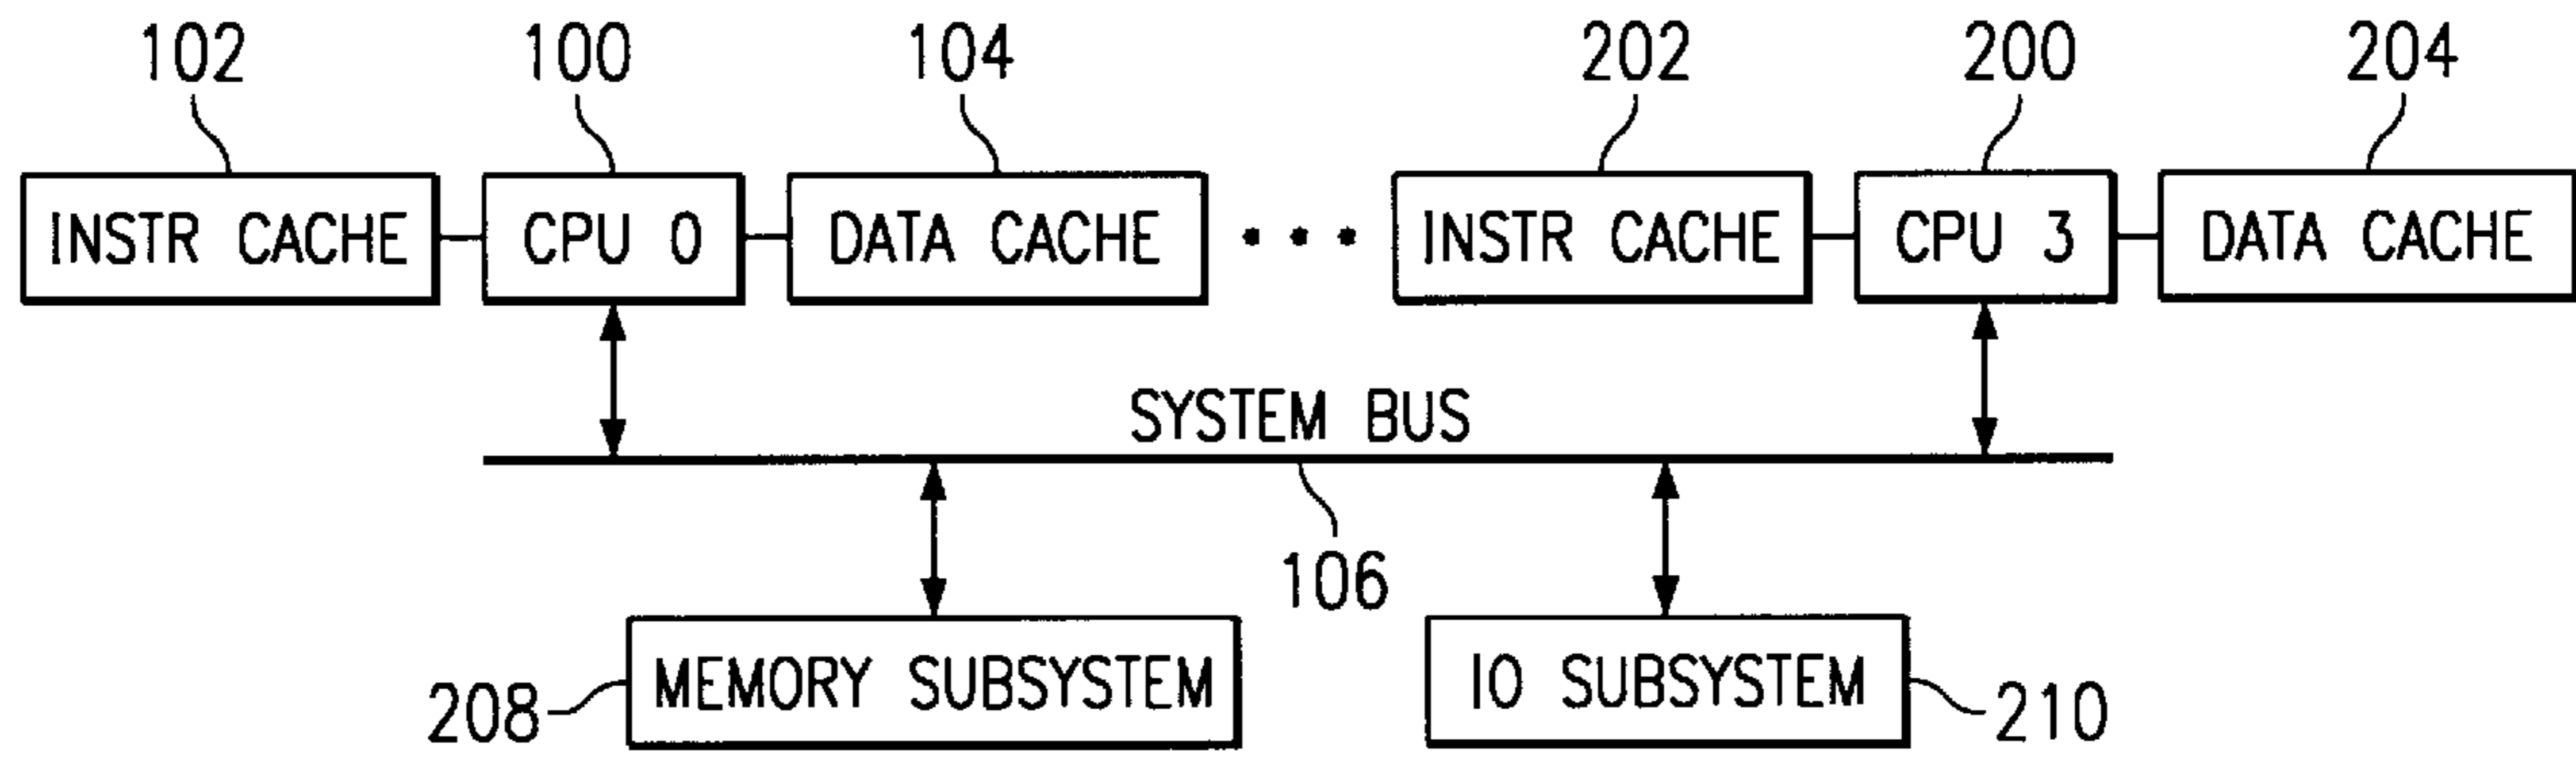 102 100 104 202 200 204
INSTR CACHE CPU 0 DATA CACHE • • • INSTR CACHE CPU 3 DATA CACHE
SYSTEM BUS
106
MEMORY SUBSYSTEM IO SUBSYSTEM
208 210